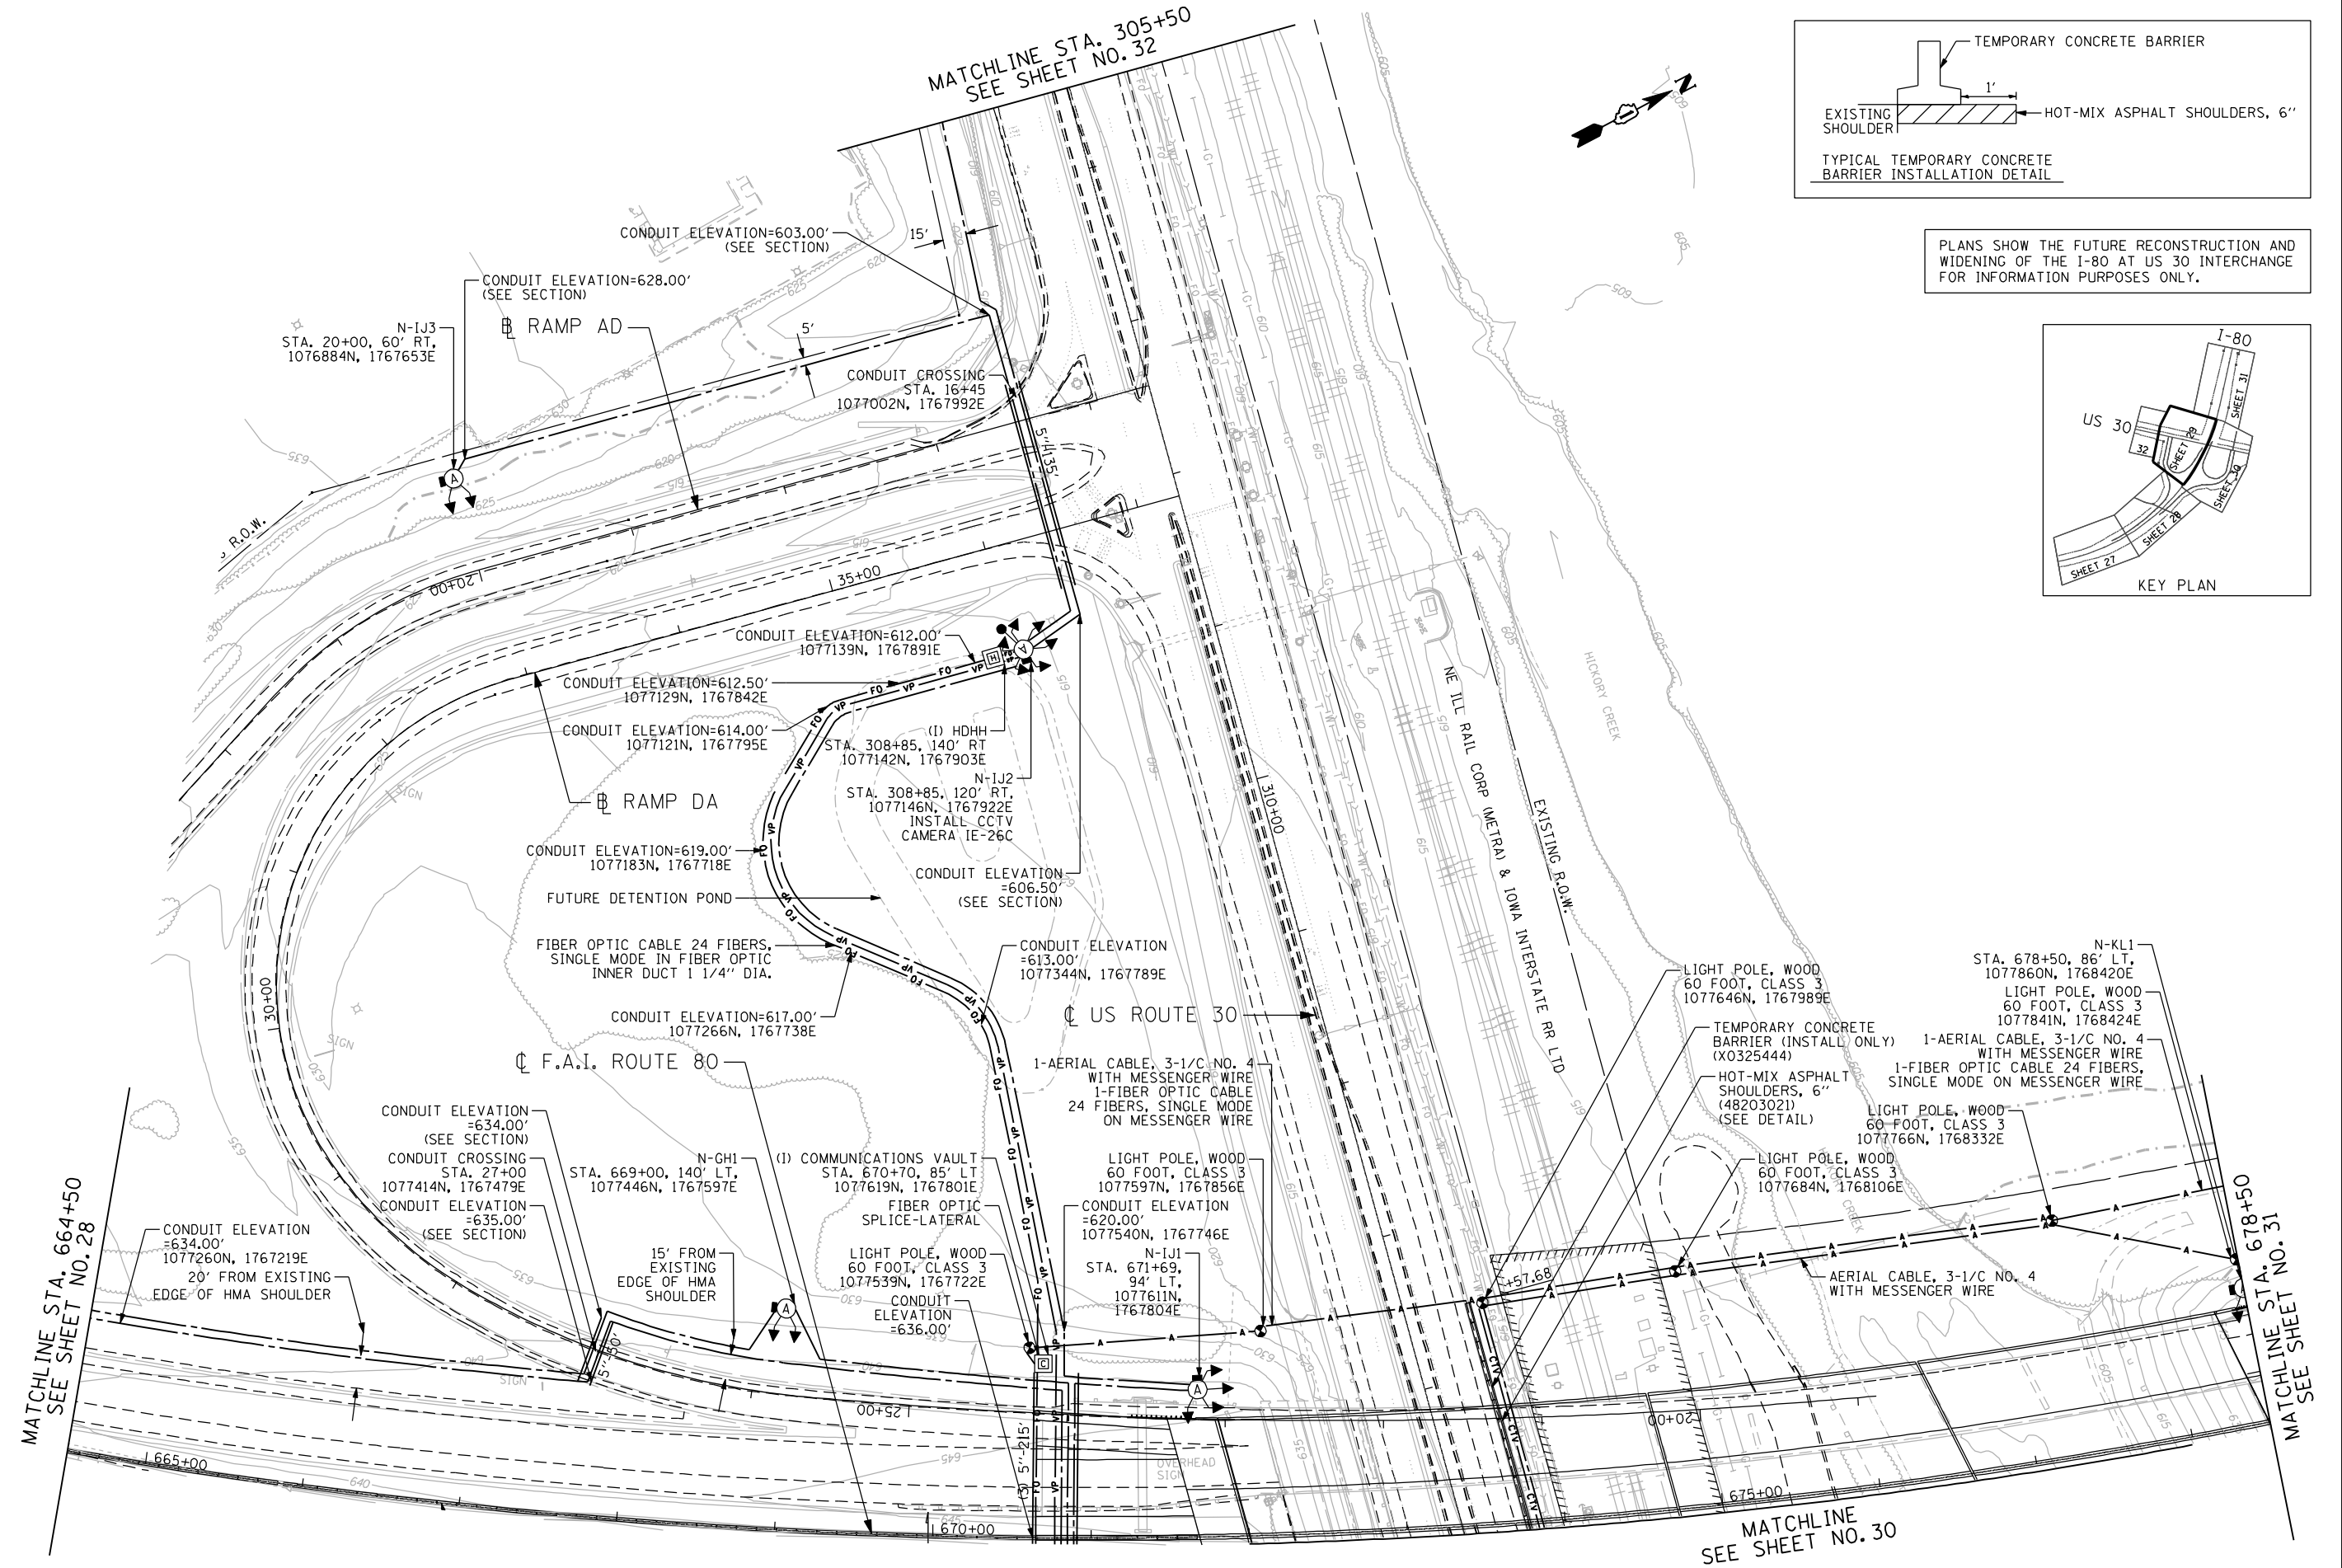 MATCHLINE STA. 305+50
SEE SHEET NO. 32
TEMPORARY CONCRETE BARRIER
1'
EXISTING
SHOULDER
HOT-MIX ASPHALT SHOULDERS, 6''
TYPICAL TEMPORARY CONCRETE
BARRIER INSTALLATION DETAIL
PLANS SHOW THE FUTURE RECONSTRUCTION AND
WIDENING OF THE I-80 AT US 30 INTERCHANGE
FOR INFORMATION PURPOSES ONLY.
I-80
US 30
SHEET 31
32
SHEET 29
SHEET 30
SHEET 28
SHEET 27
KEY PLAN
N
CONDUIT ELEVATION=603.00'
(SEE SECTION)
15'
CONDUIT ELEVATION=628.00'
(SEE SECTION)
N-IJ3
STA. 20+00, 60' RT,
1076884N, 1767653E
℄ RAMP AD
5'
CONDUIT CROSSING
STA. 16+45
1077002N, 1767992E
A
R.O.W.
20+00
35+00
CONDUIT ELEVATION=612.00'
1077139N, 1767891E
CONDUIT ELEVATION=612.50'
1077129N, 1767842E
CONDUIT ELEVATION=614.00'
1077121N, 1767795E
(I) HDHH
STA. 308+85, 140' RT
1077142N, 1767903E
N-IJ2
STA. 308+85, 120' RT,
1077146N, 1767922E
INSTALL CCTV
CAMERA IE-26C
H
A
FO VP
℄ RAMP DA
SIGN
CONDUIT ELEVATION=619.00'
1077183N, 1767718E
FUTURE DETENTION POND
CONDUIT ELEVATION
=606.50'
(SEE SECTION)
FIBER OPTIC CABLE 24 FIBERS,
SINGLE MODE IN FIBER OPTIC
INNER DUCT 1 1/4'' DIA.
CONDUIT ELEVATION
=613.00'
1077344N, 1767789E
CONDUIT ELEVATION=617.00'
1077266N, 1767738E
℄ US ROUTE 30
℄ F.A.I. ROUTE 80
30+00
SIGN
310+00
NE ILL RAIL CORP (METRA) & IOWA INTERSTATE RR LTD
EXISTING R.O.W.
HICKORY CREEK
1-AERIAL CABLE, 3-1/C NO. 4
WITH MESSENGER WIRE
1-FIBER OPTIC CABLE
24 FIBERS, SINGLE MODE
ON MESSENGER WIRE
LIGHT POLE, WOOD
60 FOOT, CLASS 3
1077646N, 1767989E
TEMPORARY CONCRETE
BARRIER (INSTALL ONLY)
(X0325444)
HOT-MIX ASPHALT
SHOULDERS, 6''
(48203021)
(SEE DETAIL)
N-KL1
STA. 678+50, 86' LT,
1077860N, 1768420E
LIGHT POLE, WOOD
60 FOOT, CLASS 3
1077841N, 1768424E
1-AERIAL CABLE, 3-1/C NO. 4
WITH MESSENGER WIRE
1-FIBER OPTIC CABLE 24 FIBERS,
SINGLE MODE ON MESSENGER WIRE
LIGHT POLE, WOOD
60 FOOT, CLASS 3
1077766N, 1768332E
LIGHT POLE, WOOD
60 FOOT, CLASS 3
1077684N, 1768106E
CONDUIT ELEVATION
=634.00'
(SEE SECTION)
CONDUIT CROSSING
STA. 27+00
1077414N, 1767479E
CONDUIT ELEVATION
=635.00'
(SEE SECTION)
N-GH1
STA. 669+00, 140' LT,
1077446N, 1767597E
(I) COMMUNICATIONS VAULT
STA. 670+70, 85' LT
1077619N, 1767801E
FIBER OPTIC
SPLICE-LATERAL
LIGHT POLE, WOOD
60 FOOT, CLASS 3
1077539N, 1767722E
CONDUIT
ELEVATION
=636.00'
LIGHT POLE, WOOD
60 FOOT, CLASS 3
1077597N, 1767856E
CONDUIT ELEVATION
=620.00'
1077540N, 1767746E
N-IJ1
STA. 671+69,
94' LT,
1077611N,
1767804E
CONDUIT ELEVATION
=634.00'
1077260N, 1767219E
20' FROM EXISTING
EDGE OF HMA SHOULDER
15' FROM
EXISTING
EDGE OF HMA
SHOULDER
AERIAL CABLE, 3-1/C NO. 4
WITH MESSENGER WIRE
+57.68
MATCHLINE STA. 664+50
SEE SHEET NO. 28
MATCHLINE STA. 678+50
SEE SHEET NO. 31
SIGN
A
C
A
CTV
25+00
20+00
665+00
670+00
675+00
(3) 5''-215'
OVERHEAD
SIGN
MATCHLINE
SEE SHEET NO. 30